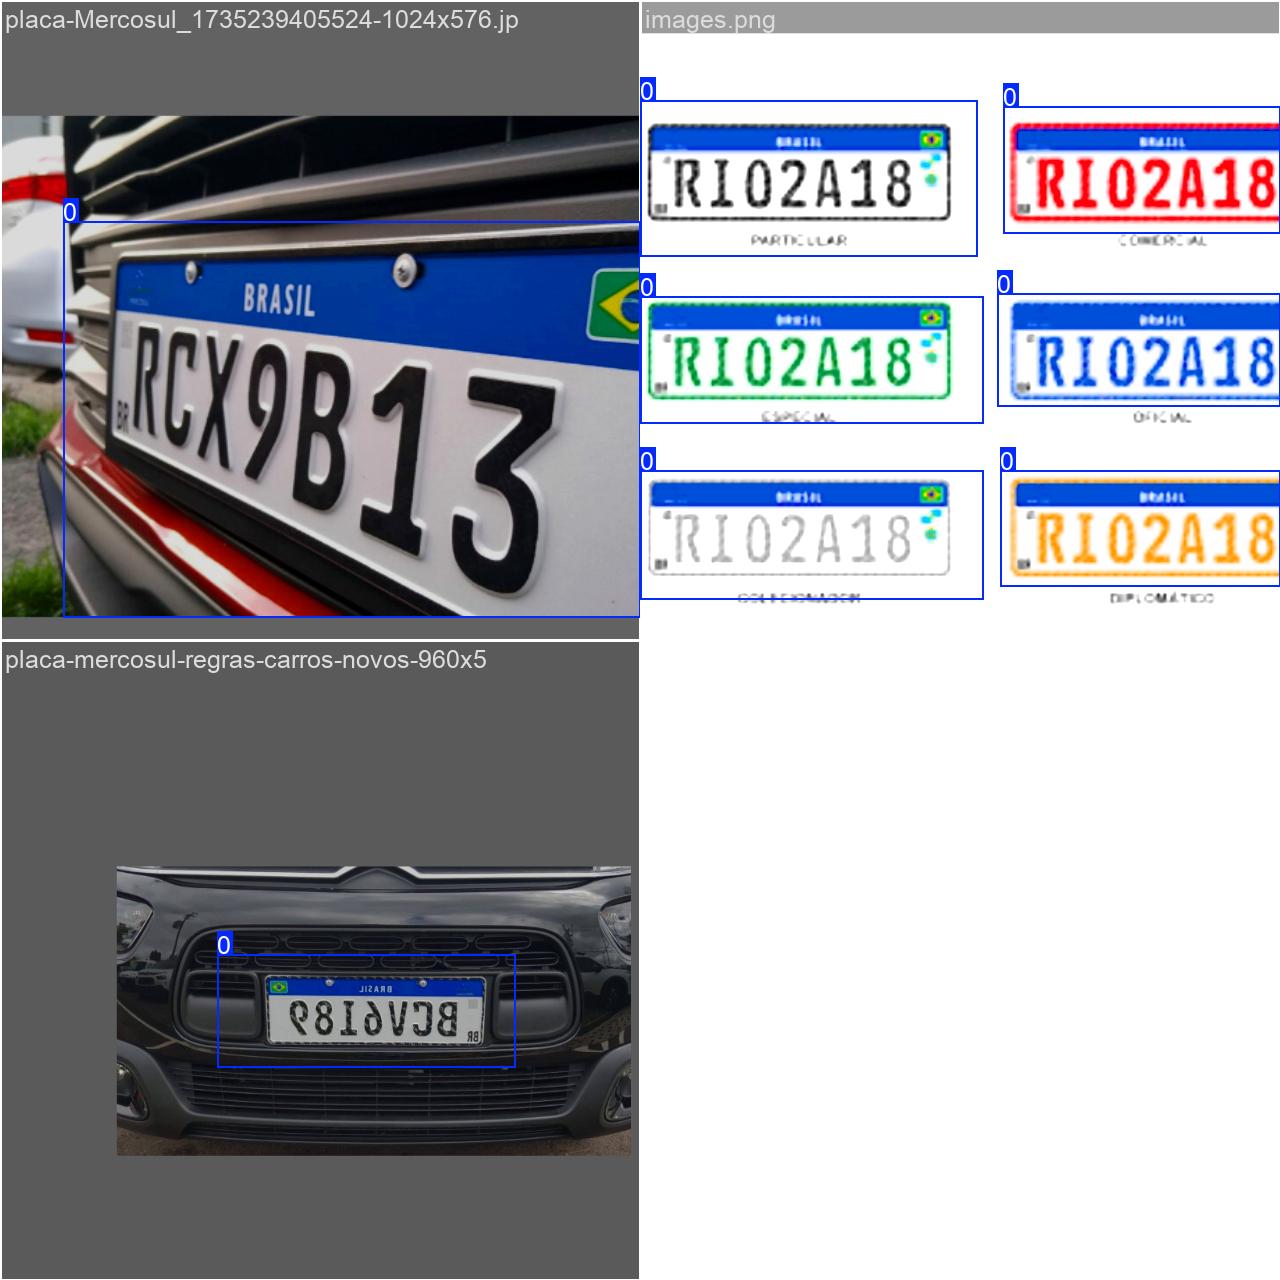 placa-Mercosul_1735239405524-1024x576.jp
0
BRASIL
RCX9B13
BR
images.png
0
0
BRASIL
BRASIL
RIO2A18
RIO2A18
PARTICULAR
COMERCIAL
0
0
BRASIL
BRASIL
RIO2A18
RIO2A18
ESPECIAL
OFICIAL
0
0
BRASIL
BRASIL
RIO2A18
RIO2A18
COLECIONADOR
DIPLOMÁTICO
placa-mercosul-regras-carros-novos-960x5
0
BRASIL
BCV6I89
BR